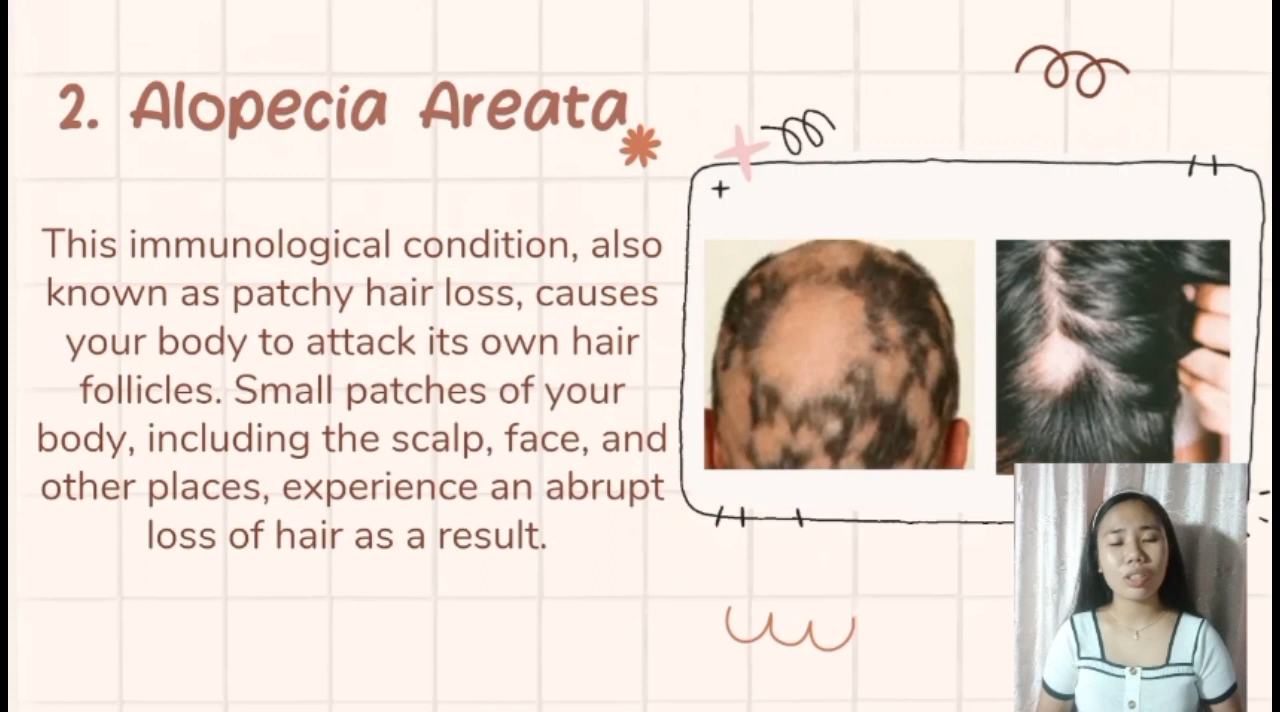 2. Alopecia Areata
This immunological condition, also
known as patchy hair loss, causes
your body to attack its own hair
follicles. Small patches of your
body, including the scalp, face, and
other places, experience an abrupt
loss of hair as a result.